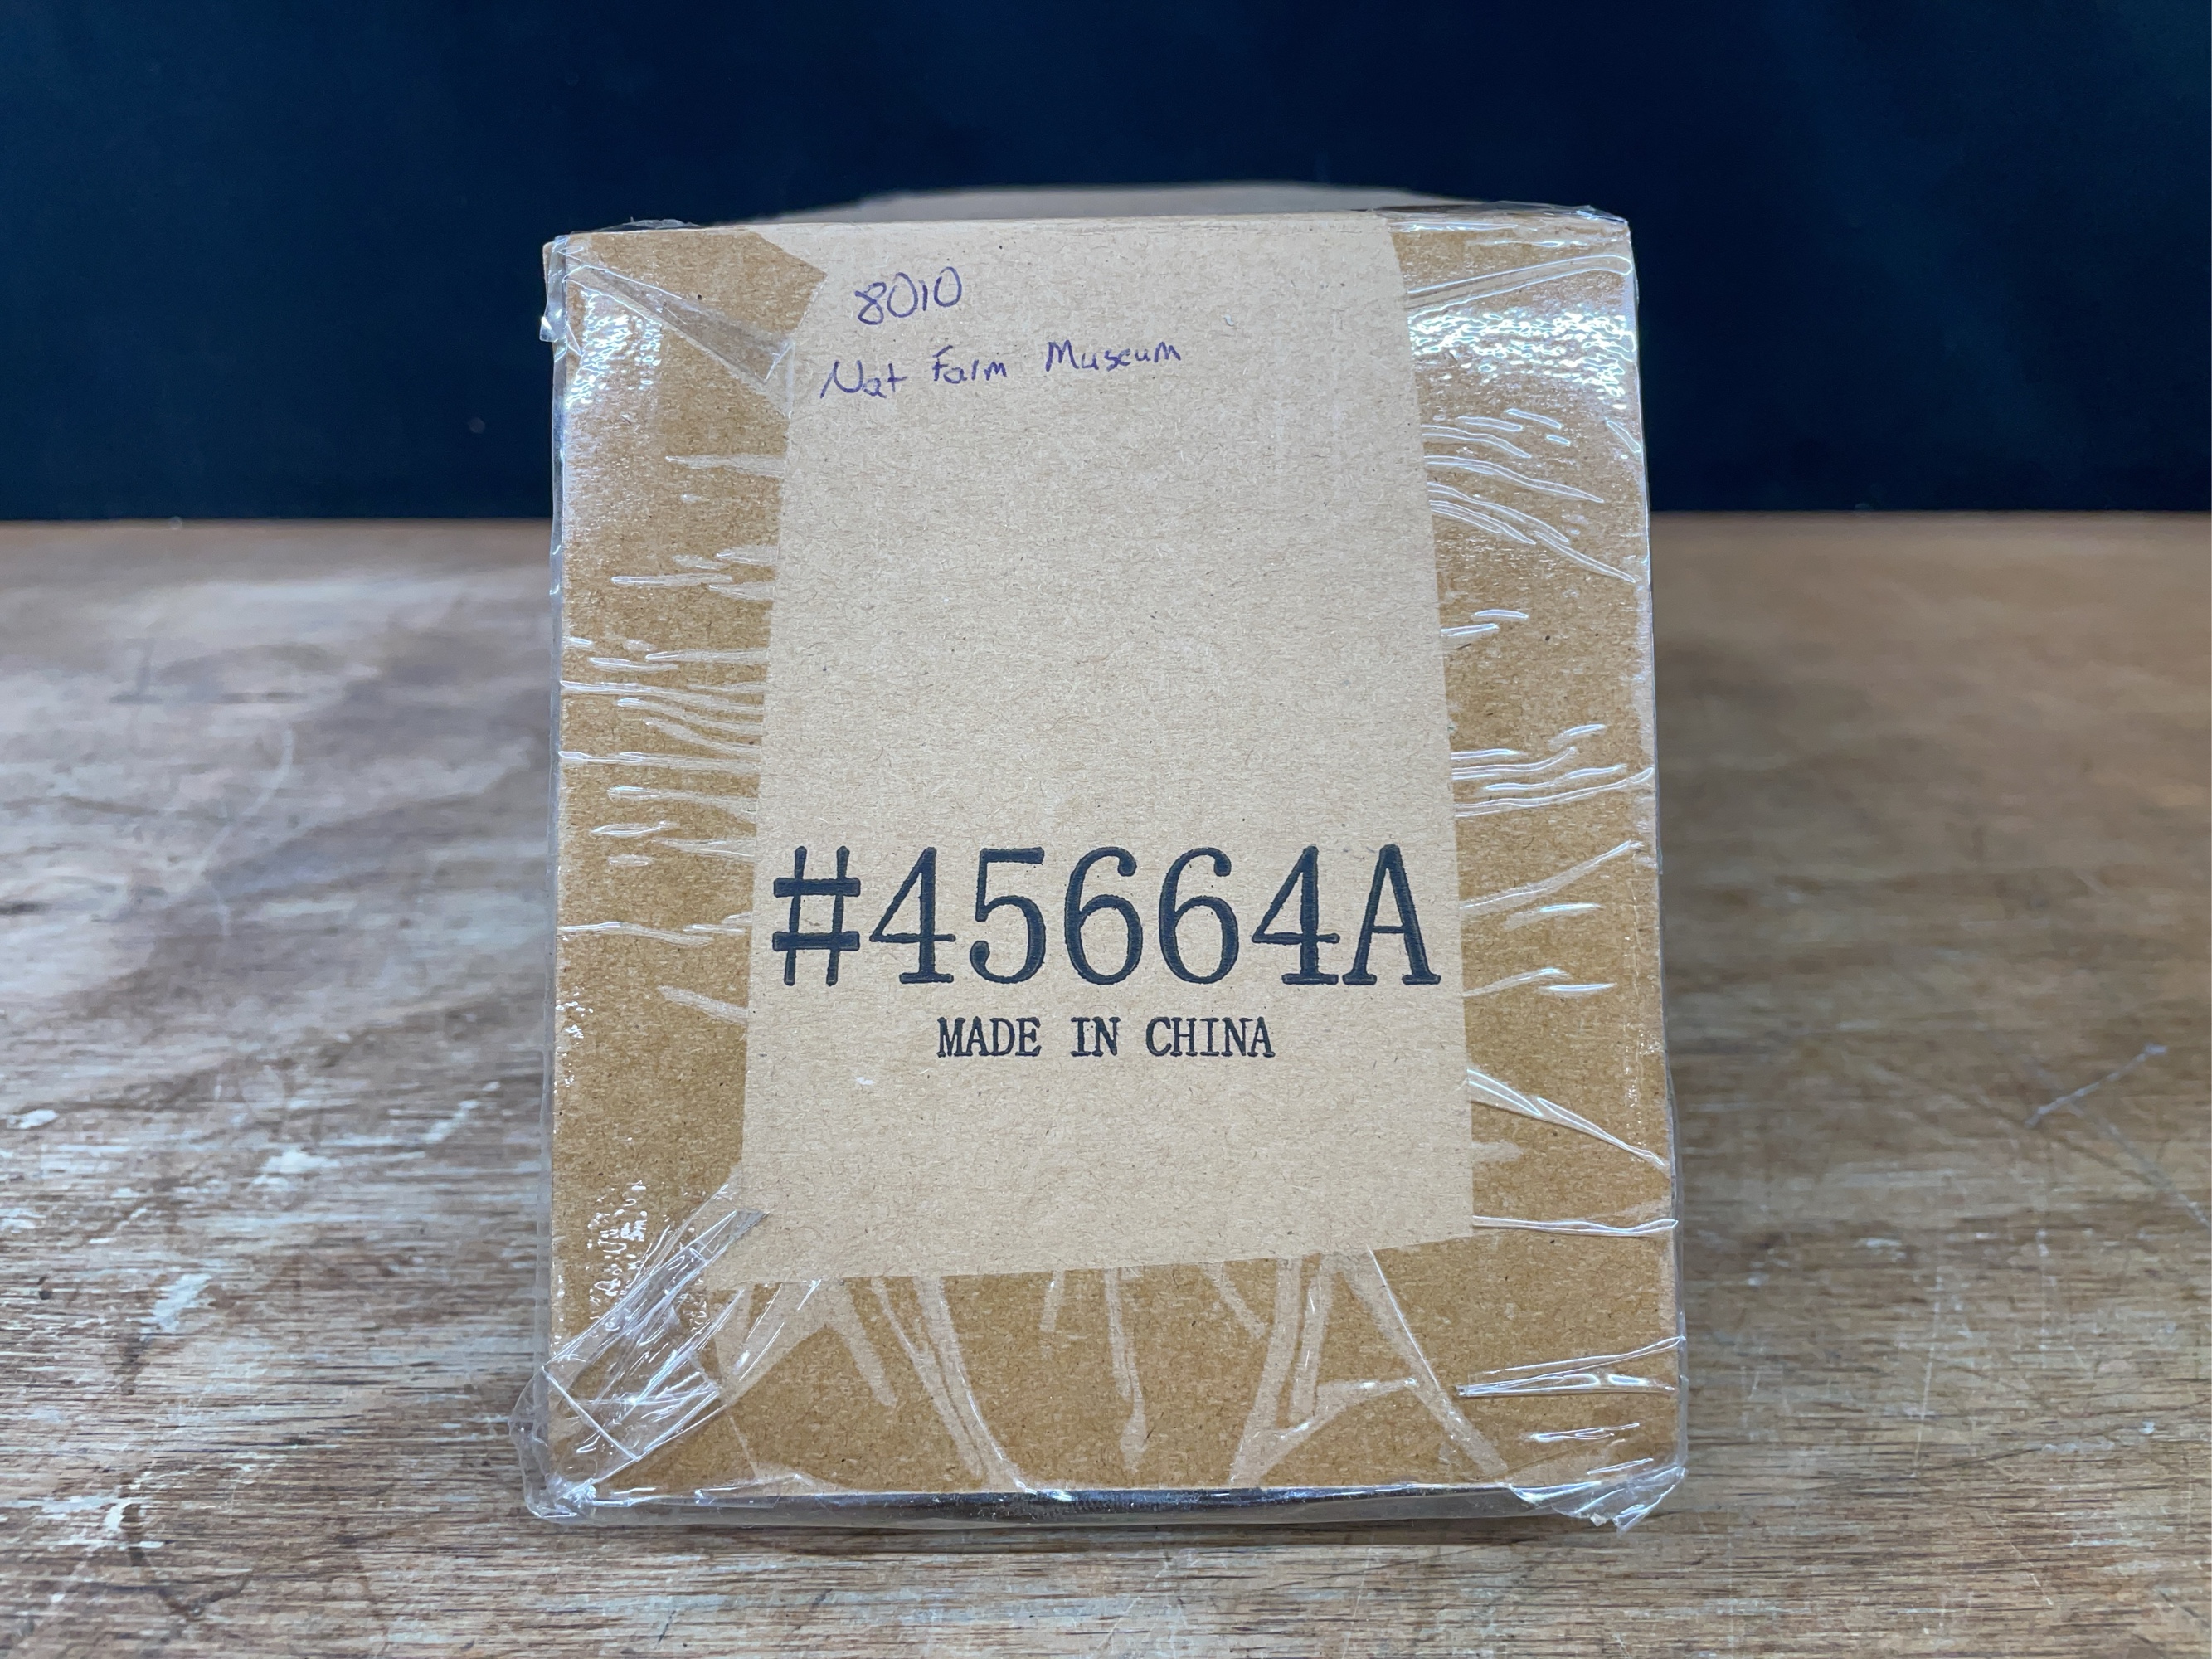 8010
Nat Farm Museum
#45664A
MADE IN CHINA